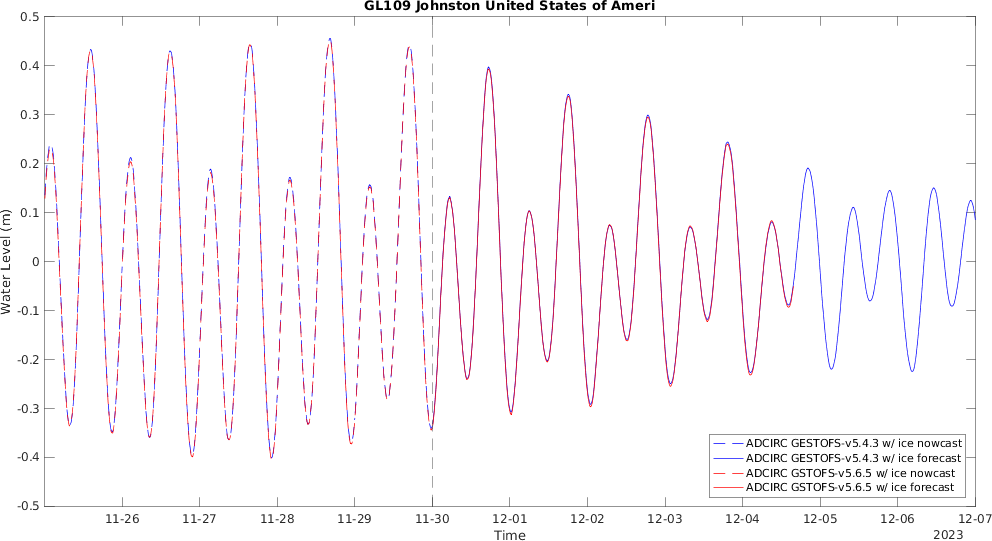 GL109 Johnston United States of Ameri
Water Level (m)
0.5
0.4
0.3
0.2
0.1
0
-0.1
-0.2
-0.3
-0.4
-0.5
11-26 11-27 11-28 11-29 11-30 12-01 12-02 12-03 12-04 12-05 12-06 12-07
Time
2023
ADCIRC GESTOFS-v5.4.3 w/ ice nowcast
ADCIRC GESTOFS-v5.4.3 w/ ice forecast
ADCIRC GSTOFS-v5.6.5 w/ ice nowcast
ADCIRC GSTOFS-v5.6.5 w/ ice forecast